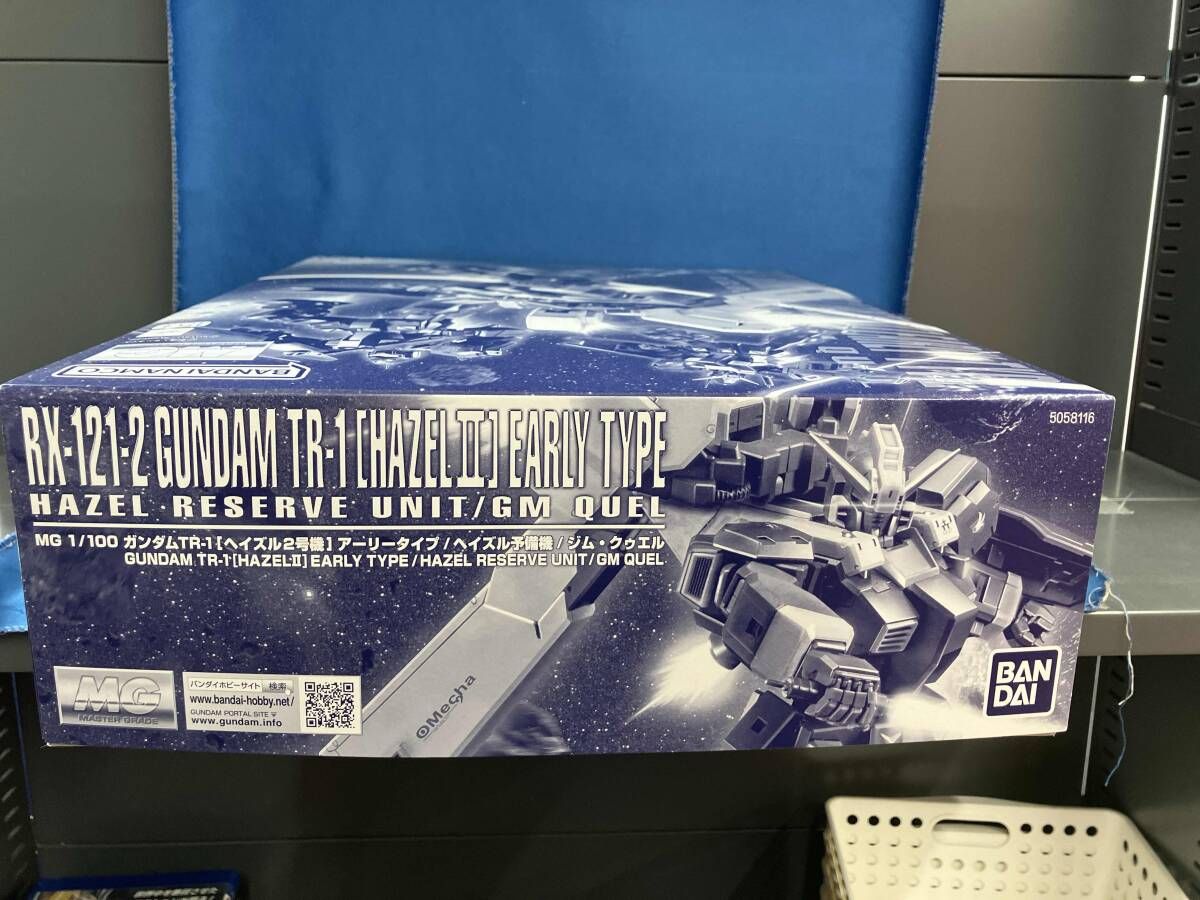 BANDAI NAMCO
RX-121-2 GUNDAM TR-1 [HAZEL II] EARLY TYPE
HAZEL RESERVE UNIT/GM QUEL
MG 1/100 ガンダムTR-1 [ヘイズル2号機] アーリータイプ / ヘイズル予備機 / ジム・クゥエル
GUNDAM TR-1 [HAZEL II] EARLY TYPE / HAZEL RESERVE UNIT / GM QUEL
5058116
MG
MASTER GRADE
バンダイホビーサイト 検索
www.bandai-hobby.net/
GUNDAM PORTAL SITE
www.gundam.info
OMecha
BAN
DAI